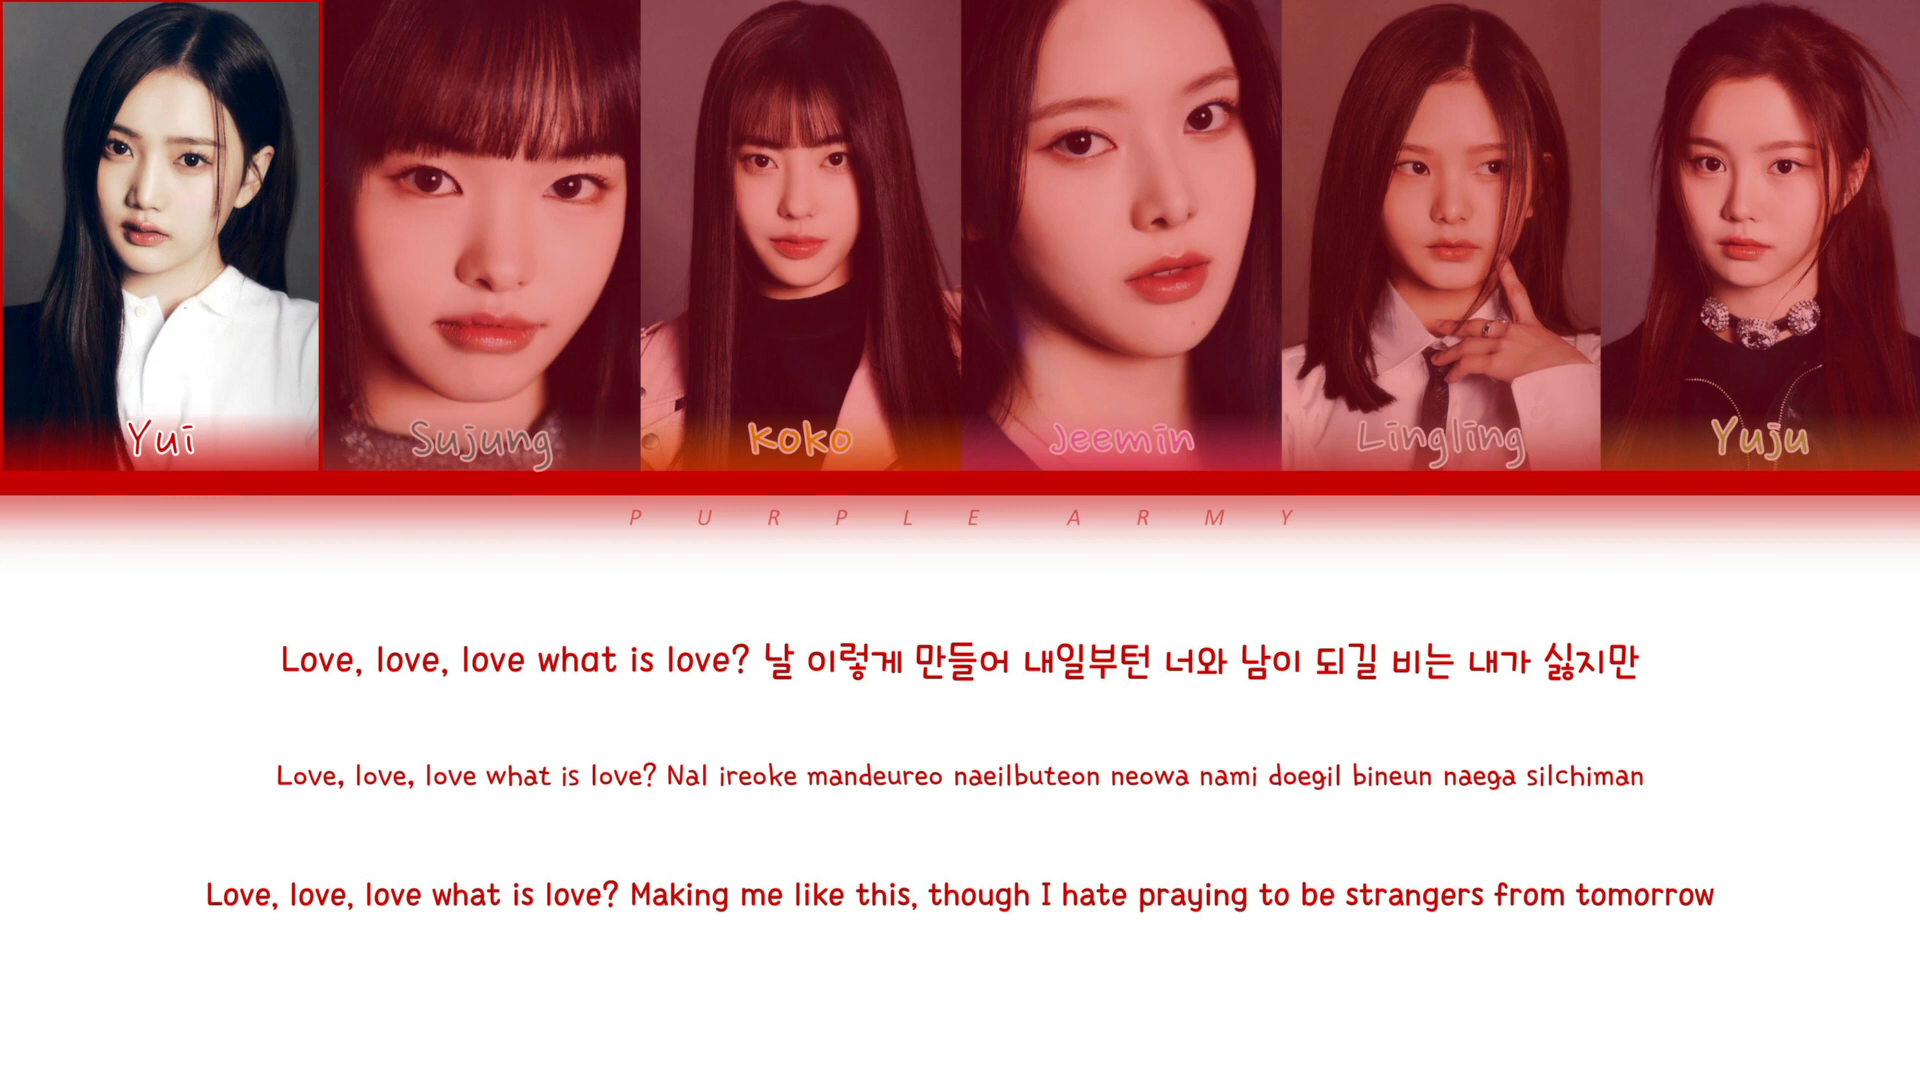 Yui Sujung Koko Jeemin Lingling Yuju
PURPLE ARMY
Love, love, love what is love? 날 이렇게 만들어 내일부턴 너와 남이 되길 비는 내가 싫지만
Love, love, love what is love? Nal ireoke mandeureo naeilbuteon neowa nami doegil bineun naega silchiman
Love, love, love what is love? Making me like this, though I hate praying to be strangers from tomorrow